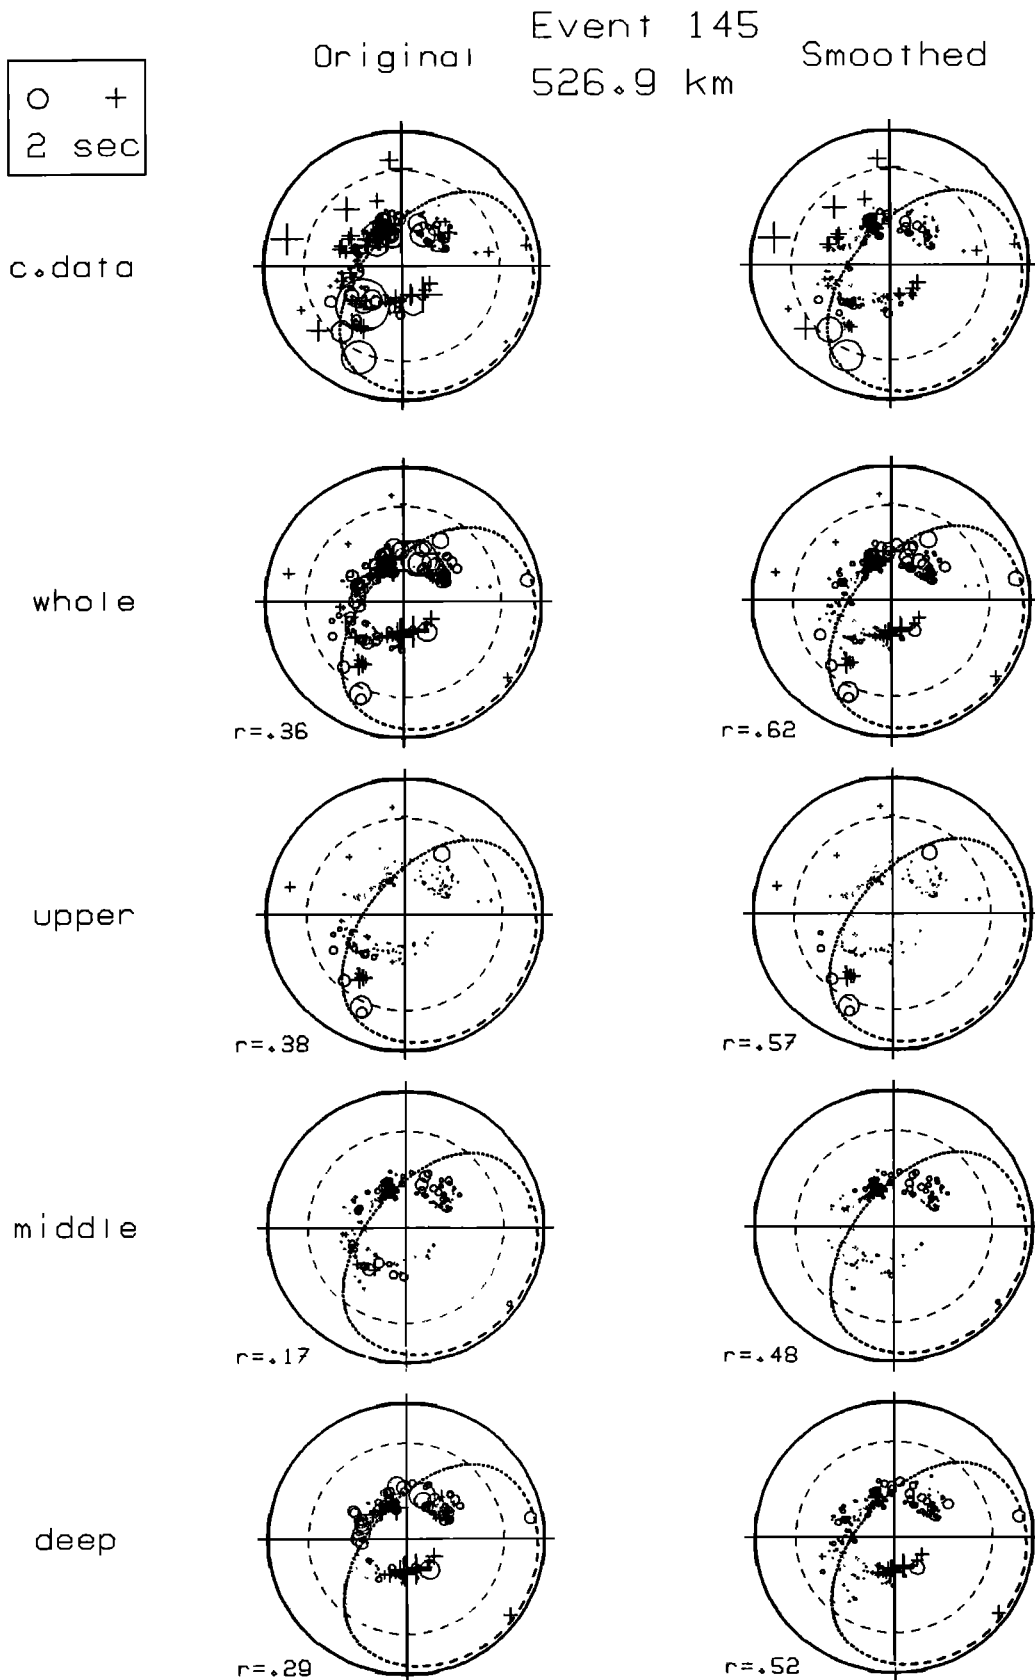 Event 145
Original
Smoothed
526.9 km
O +
2 sec
c.data
whole
r=.36
r=.62
upper
r=.38
r=.57
middle
r=.17
r=.48
deep
r=.29
r=.52